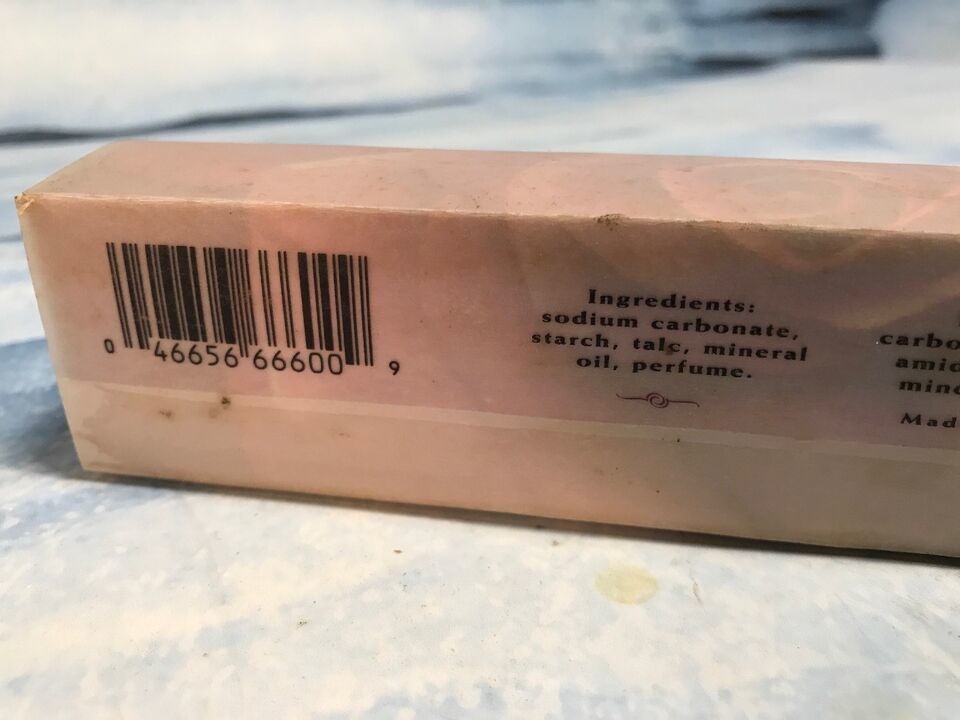 0 46656 66600 9
Ingredients:
sodium carbonate,
starch, talc, mineral
oil, perfume.